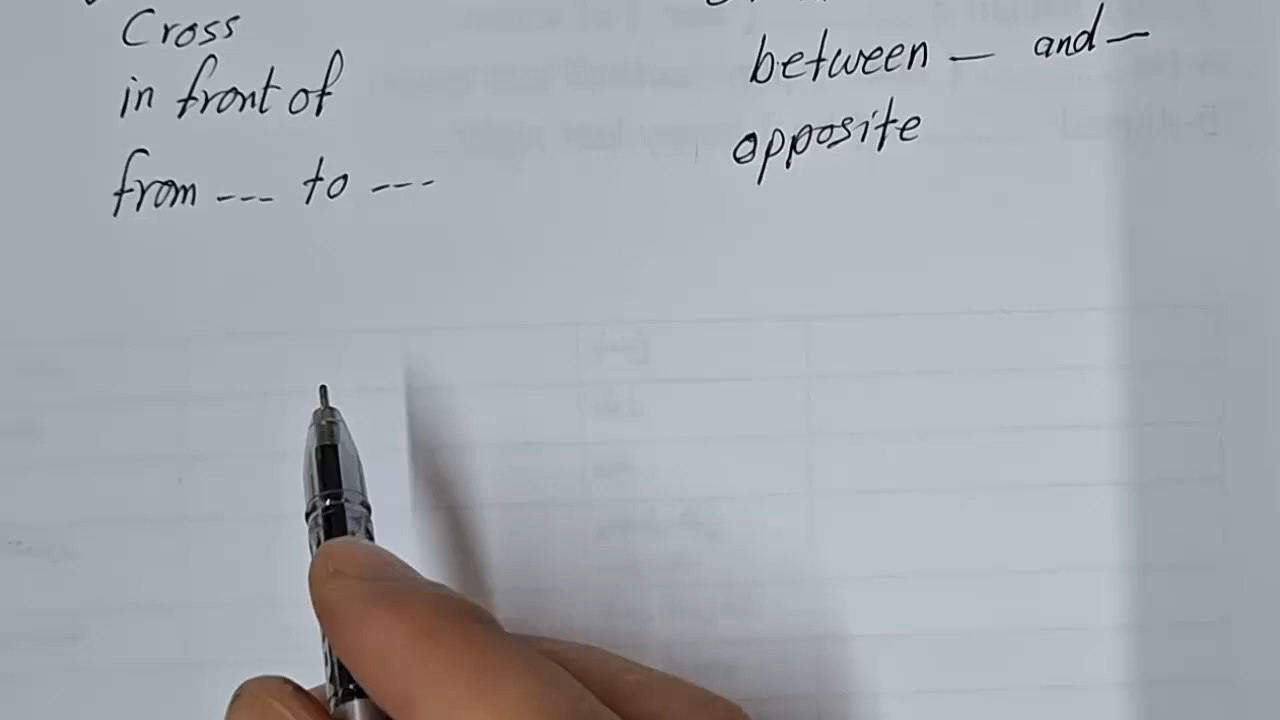 Cross
in front of
from --- to ---
between — and —
opposite